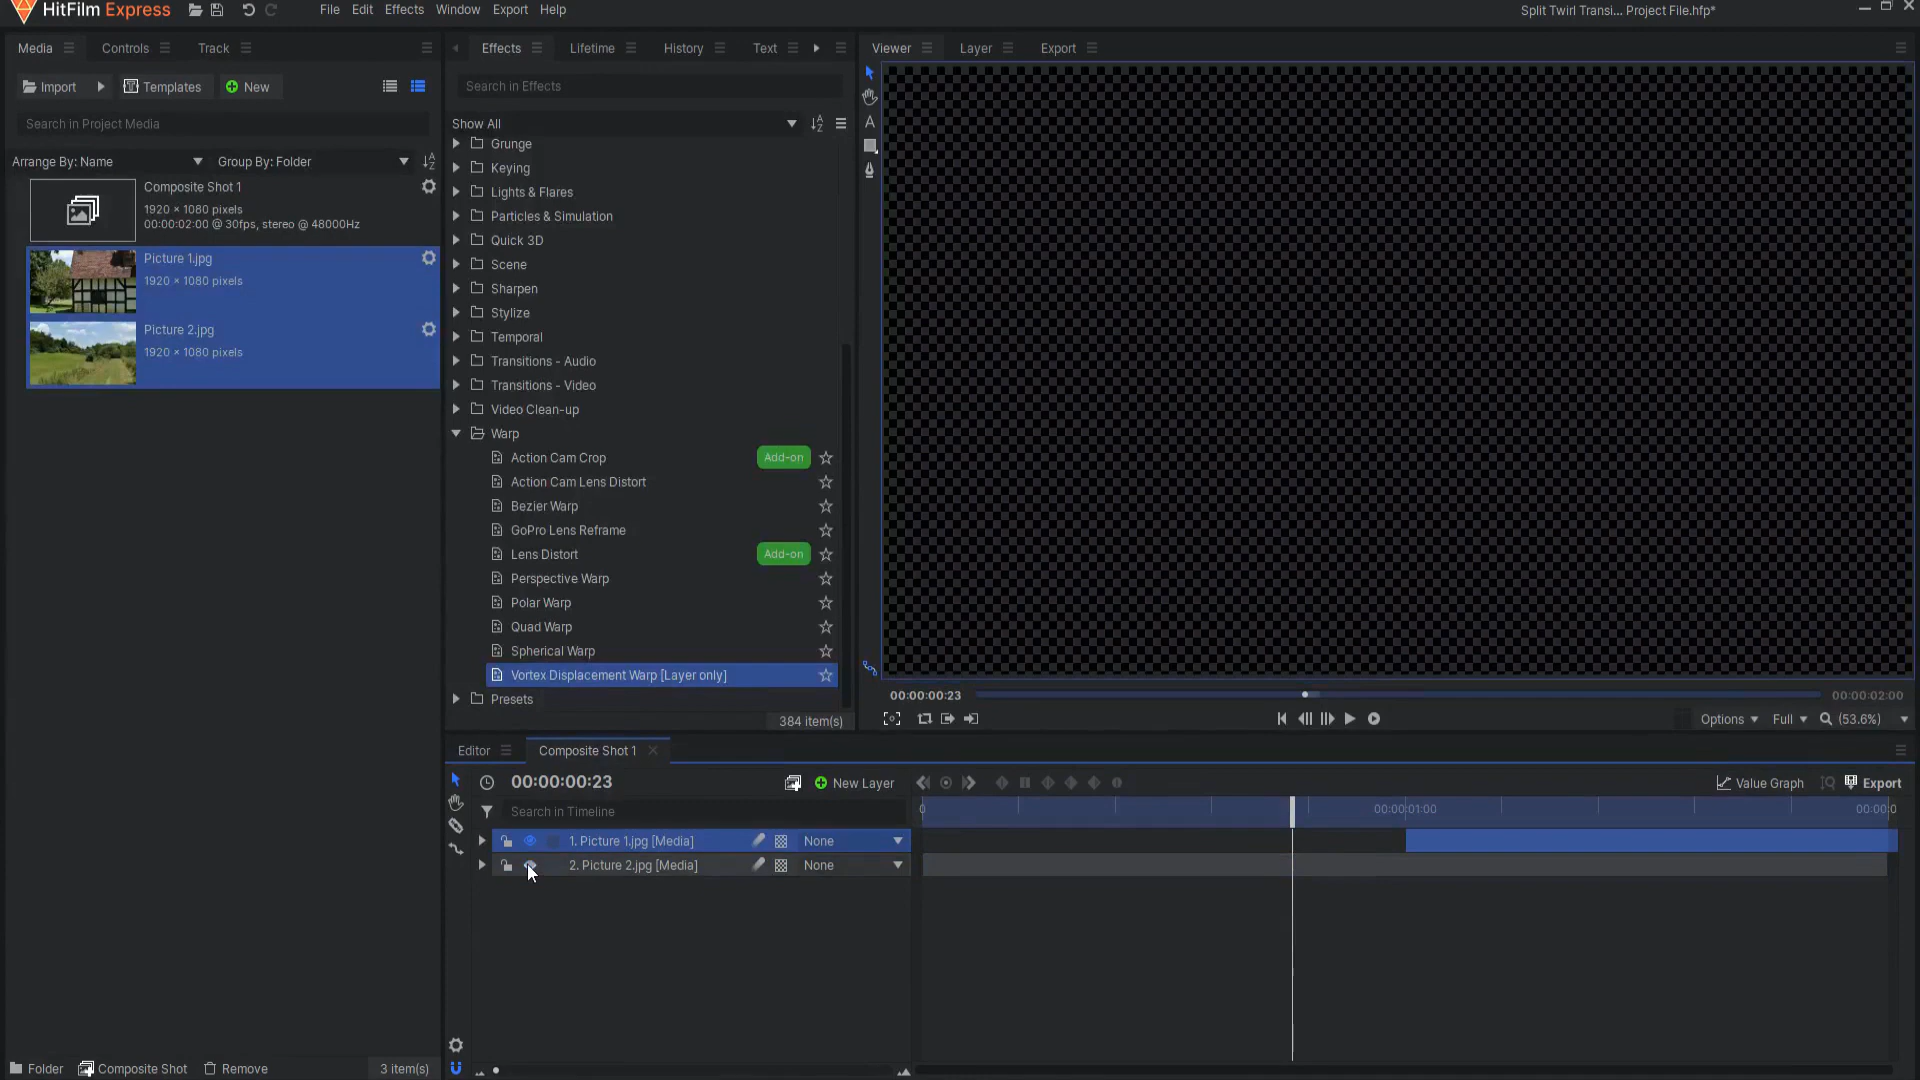 HitFilm Express
File Edit Effects Window Export Help
Split Twirl Transi... Project File.hfp*
Media Controls Track
Effects Lifetime History Text
Viewer Layer Export
Import Templates New
Search in Effects
Search in Project Media
Show All
Arrange By: Name Group By: Folder
Composite Shot 1
1920 × 1080 pixels
00:00:02:00 @ 30fps, stereo @ 48000Hz
Picture 1.jpg
1920 × 1080 pixels
Picture 2.jpg
1920 × 1080 pixels
Grunge
Keying
Lights & Flares
Particles & Simulation
Quick 3D
Scene
Sharpen
Stylize
Temporal
Transitions - Audio
Transitions - Video
Video Clean-up
Warp
Action Cam Crop Add-on
Action Cam Lens Distort
Bezier Warp
GoPro Lens Reframe
Lens Distort Add-on
Perspective Warp
Polar Warp
Quad Warp
Spherical Warp
Vortex Displacement Warp [Layer only]
Presets
384 item(s)
00:00:00:23 00:00:02:00
Options Full (53.6%)
Editor Composite Shot 1
00:00:00:23 New Layer Value Graph Export
Search in Timeline
0 00:00:01:00 00:00:0
1. Picture 1.jpg [Media] None
2. Picture 2.jpg [Media] None
Folder Composite Shot Remove 3 item(s)